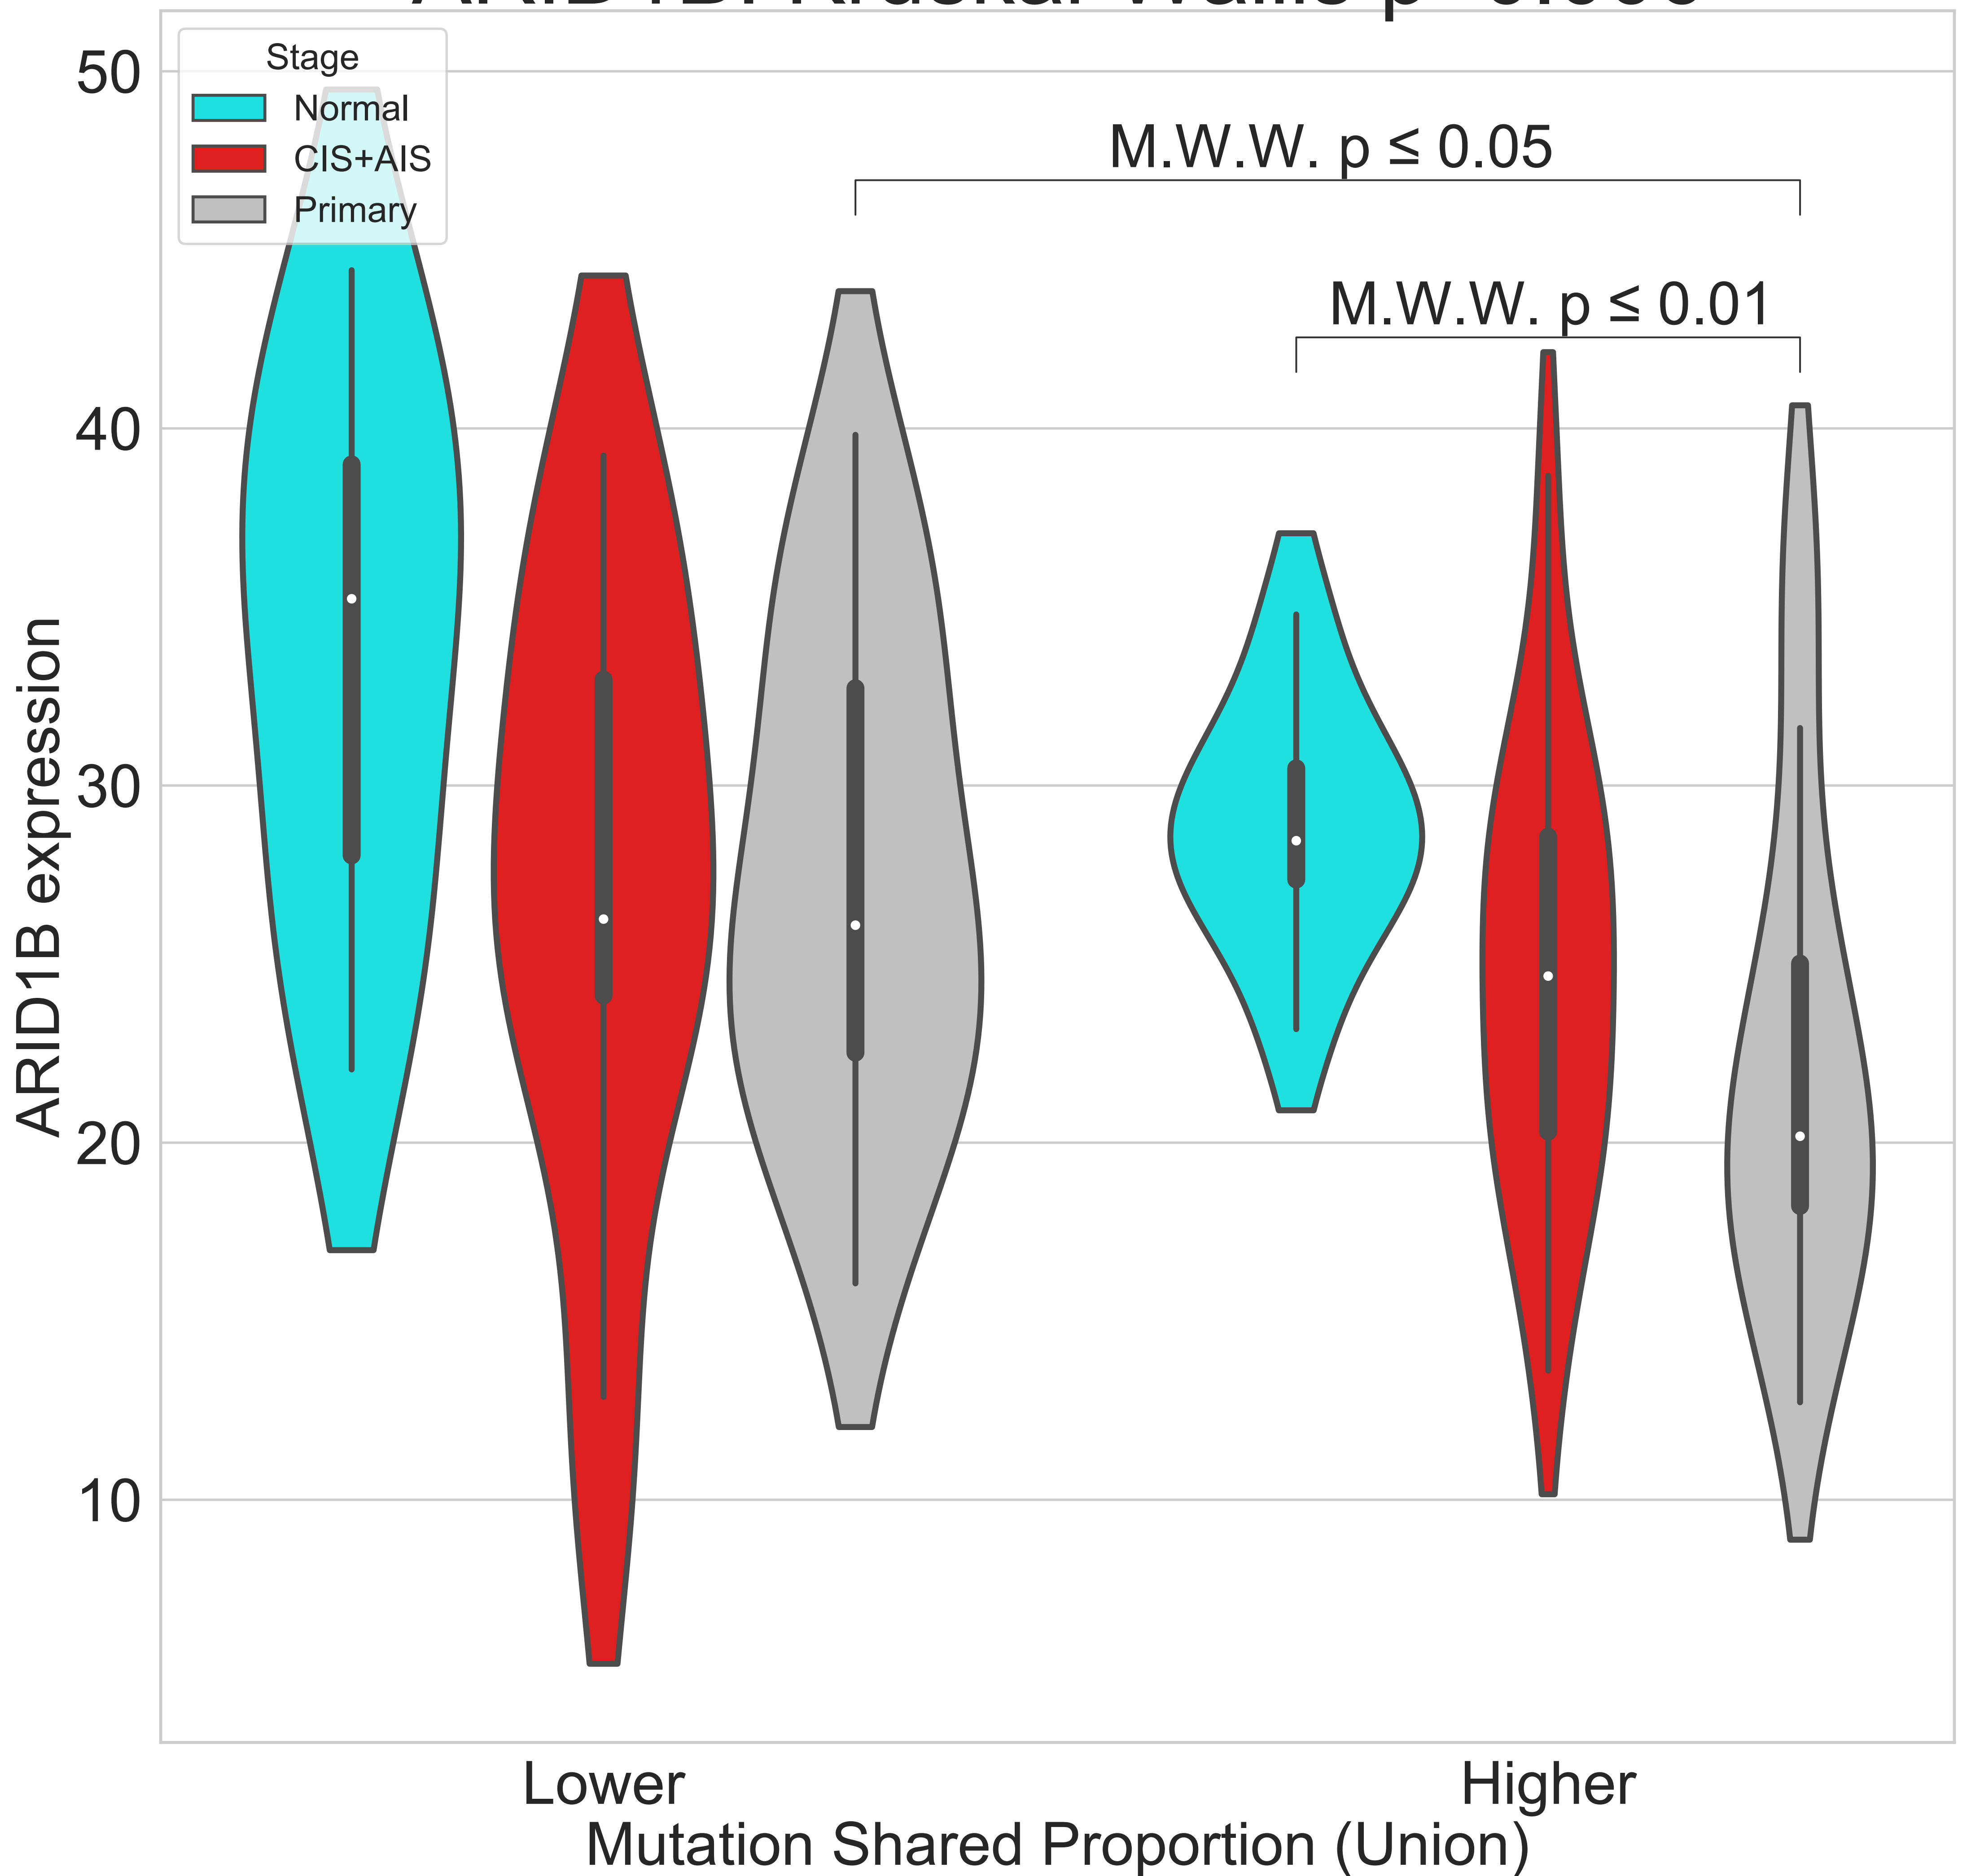 Stage
Normal
CIS+AIS
Primary
M.W.W. p ≤ 0.05
M.W.W. p ≤ 0.01
50
40
30
20
10
ARID1B expression
Lower
Higher
Mutation Shared Proportion (Union)